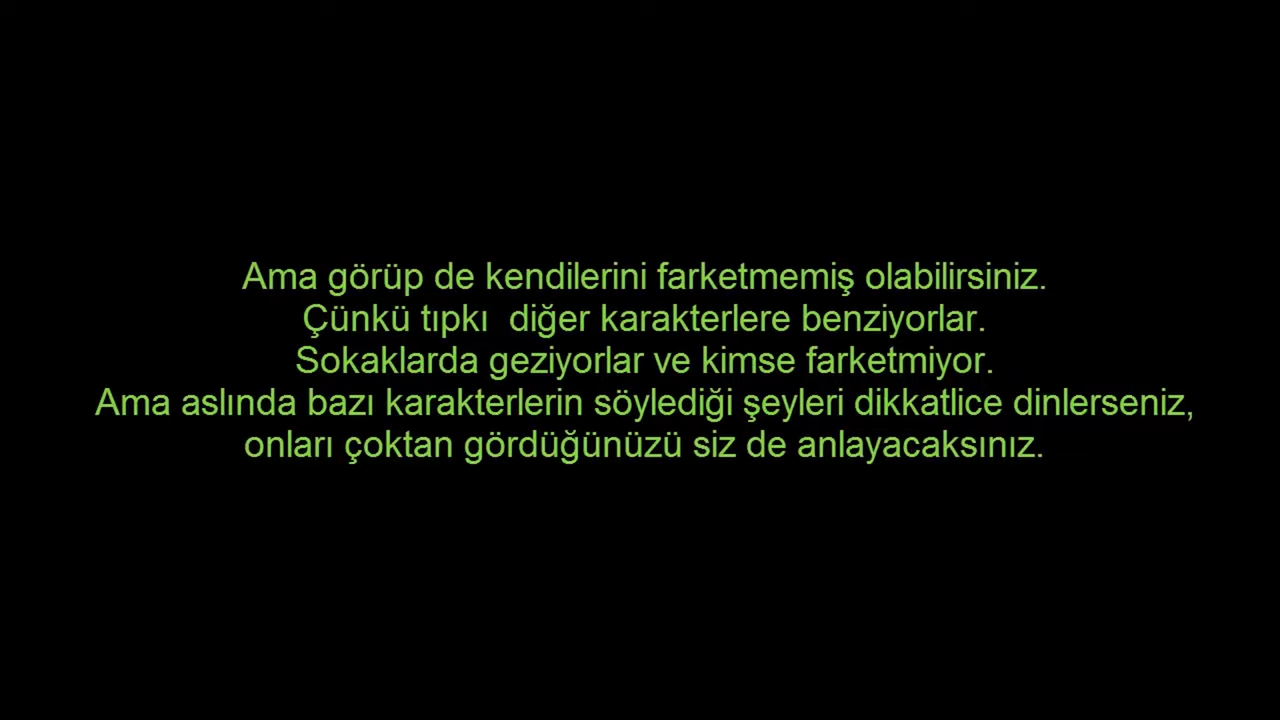 Ama görüp de kendilerini farketmemiş olabilirsiniz.
Çünkü tıpkı  diğer karakterlere benziyorlar.
Sokaklarda geziyorlar ve kimse farketmiyor.
Ama aslında bazı karakterlerin söylediği şeyleri dikkatlice dinlerseniz,
onları çoktan gördüğünüzü siz de anlayacaksınız.